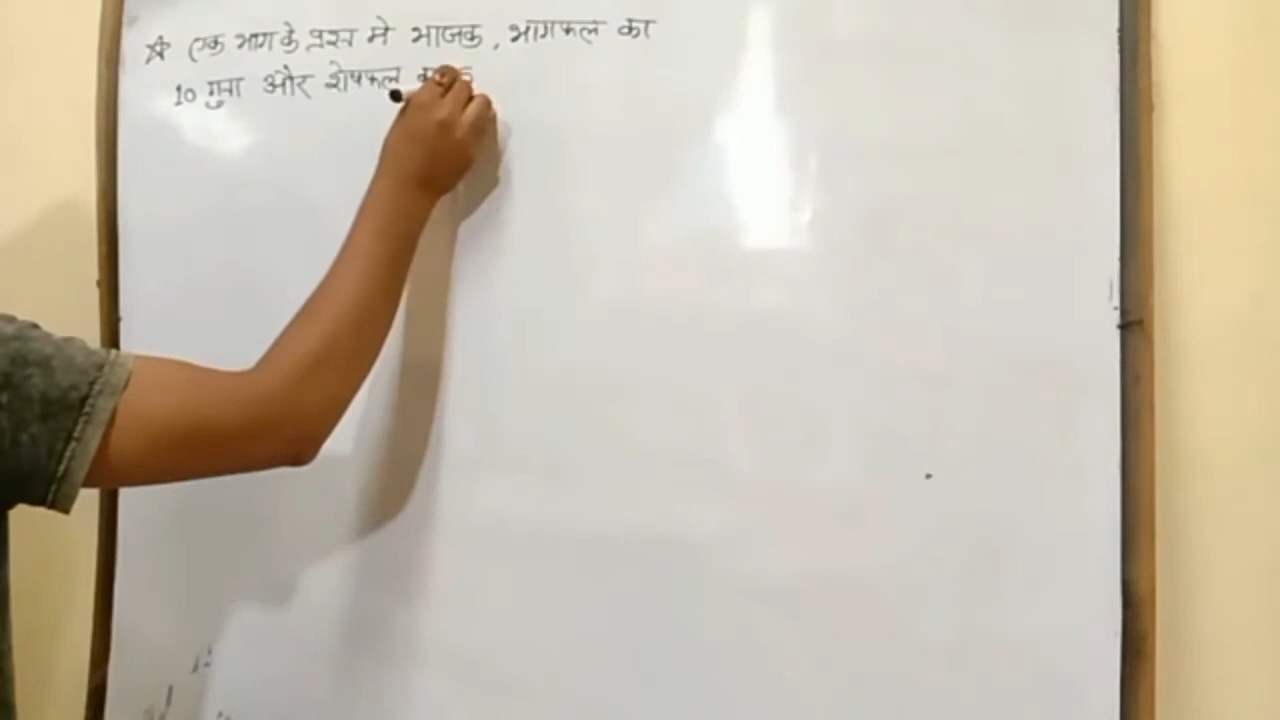 ☆ एक भाग के प्रश्न मे भाजक, भागफल का
10 गुना और शेषफल